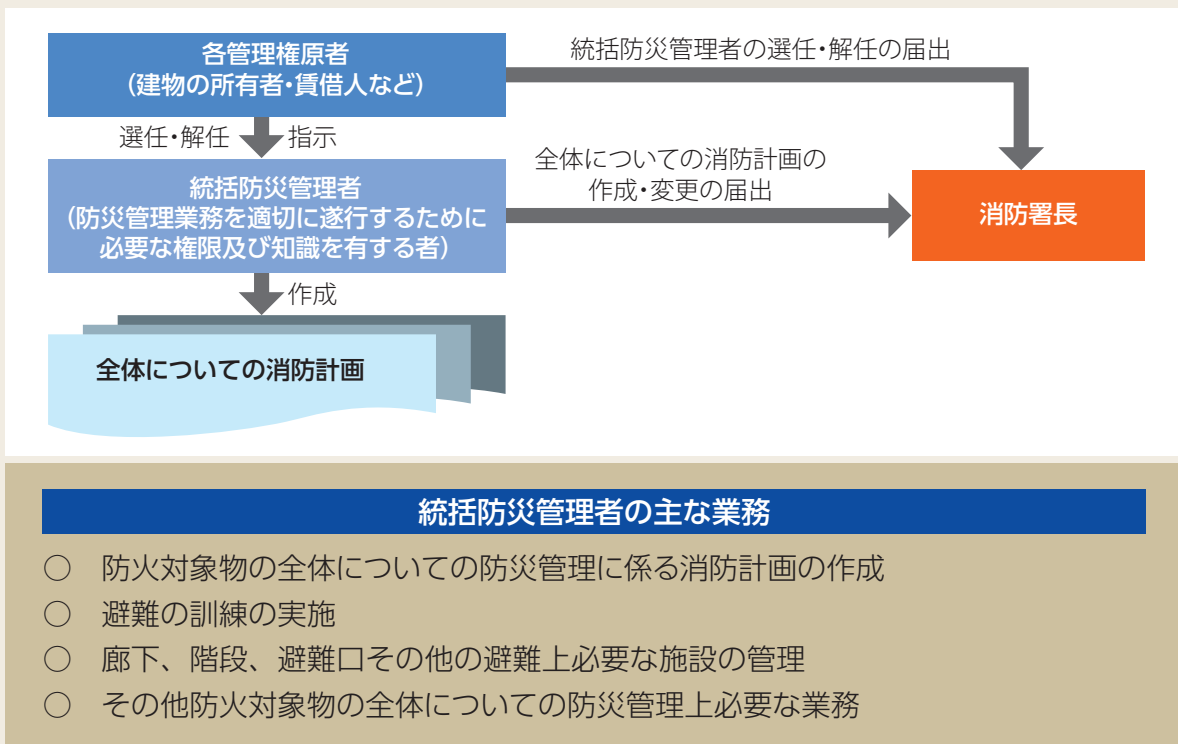 各管理権原者
(建物の所有者・賃借人など)
統括防災管理者の選任・解任の届出
選任・解任 指示
統括防災管理者
(防災管理業務を適切に遂行するために
必要な権限及び知識を有する者)
全体についての消防計画の
作成・変更の届出
消防署長
作成
全体についての消防計画
統括防災管理者の主な業務
○ 防火対象物の全体についての防災管理に係る消防計画の作成
○ 避難の訓練の実施
○ 廊下、階段、避難口その他の避難上必要な施設の管理
○ その他防火対象物の全体についての防災管理上必要な業務